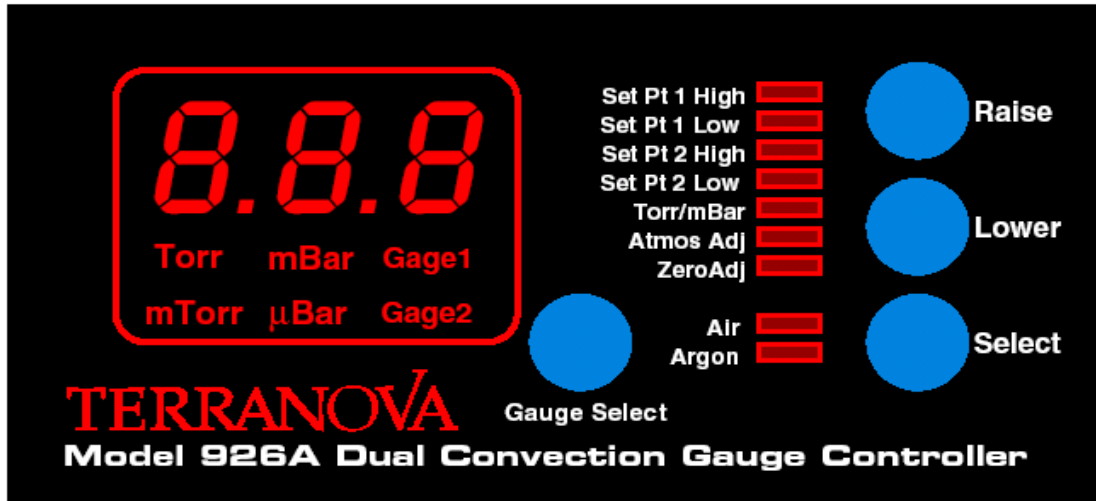 8.8.8
Torr mBar Gage1
mTorr µBar Gage2
Set Pt 1 High
Set Pt 1 Low
Set Pt 2 High
Set Pt 2 Low
Torr/mBar
Atmos Adj
ZeroAdj
Air
Argon
Raise
Lower
Select
Gauge Select
TERRANOVA
Model 926A Dual Convection Gauge Controller